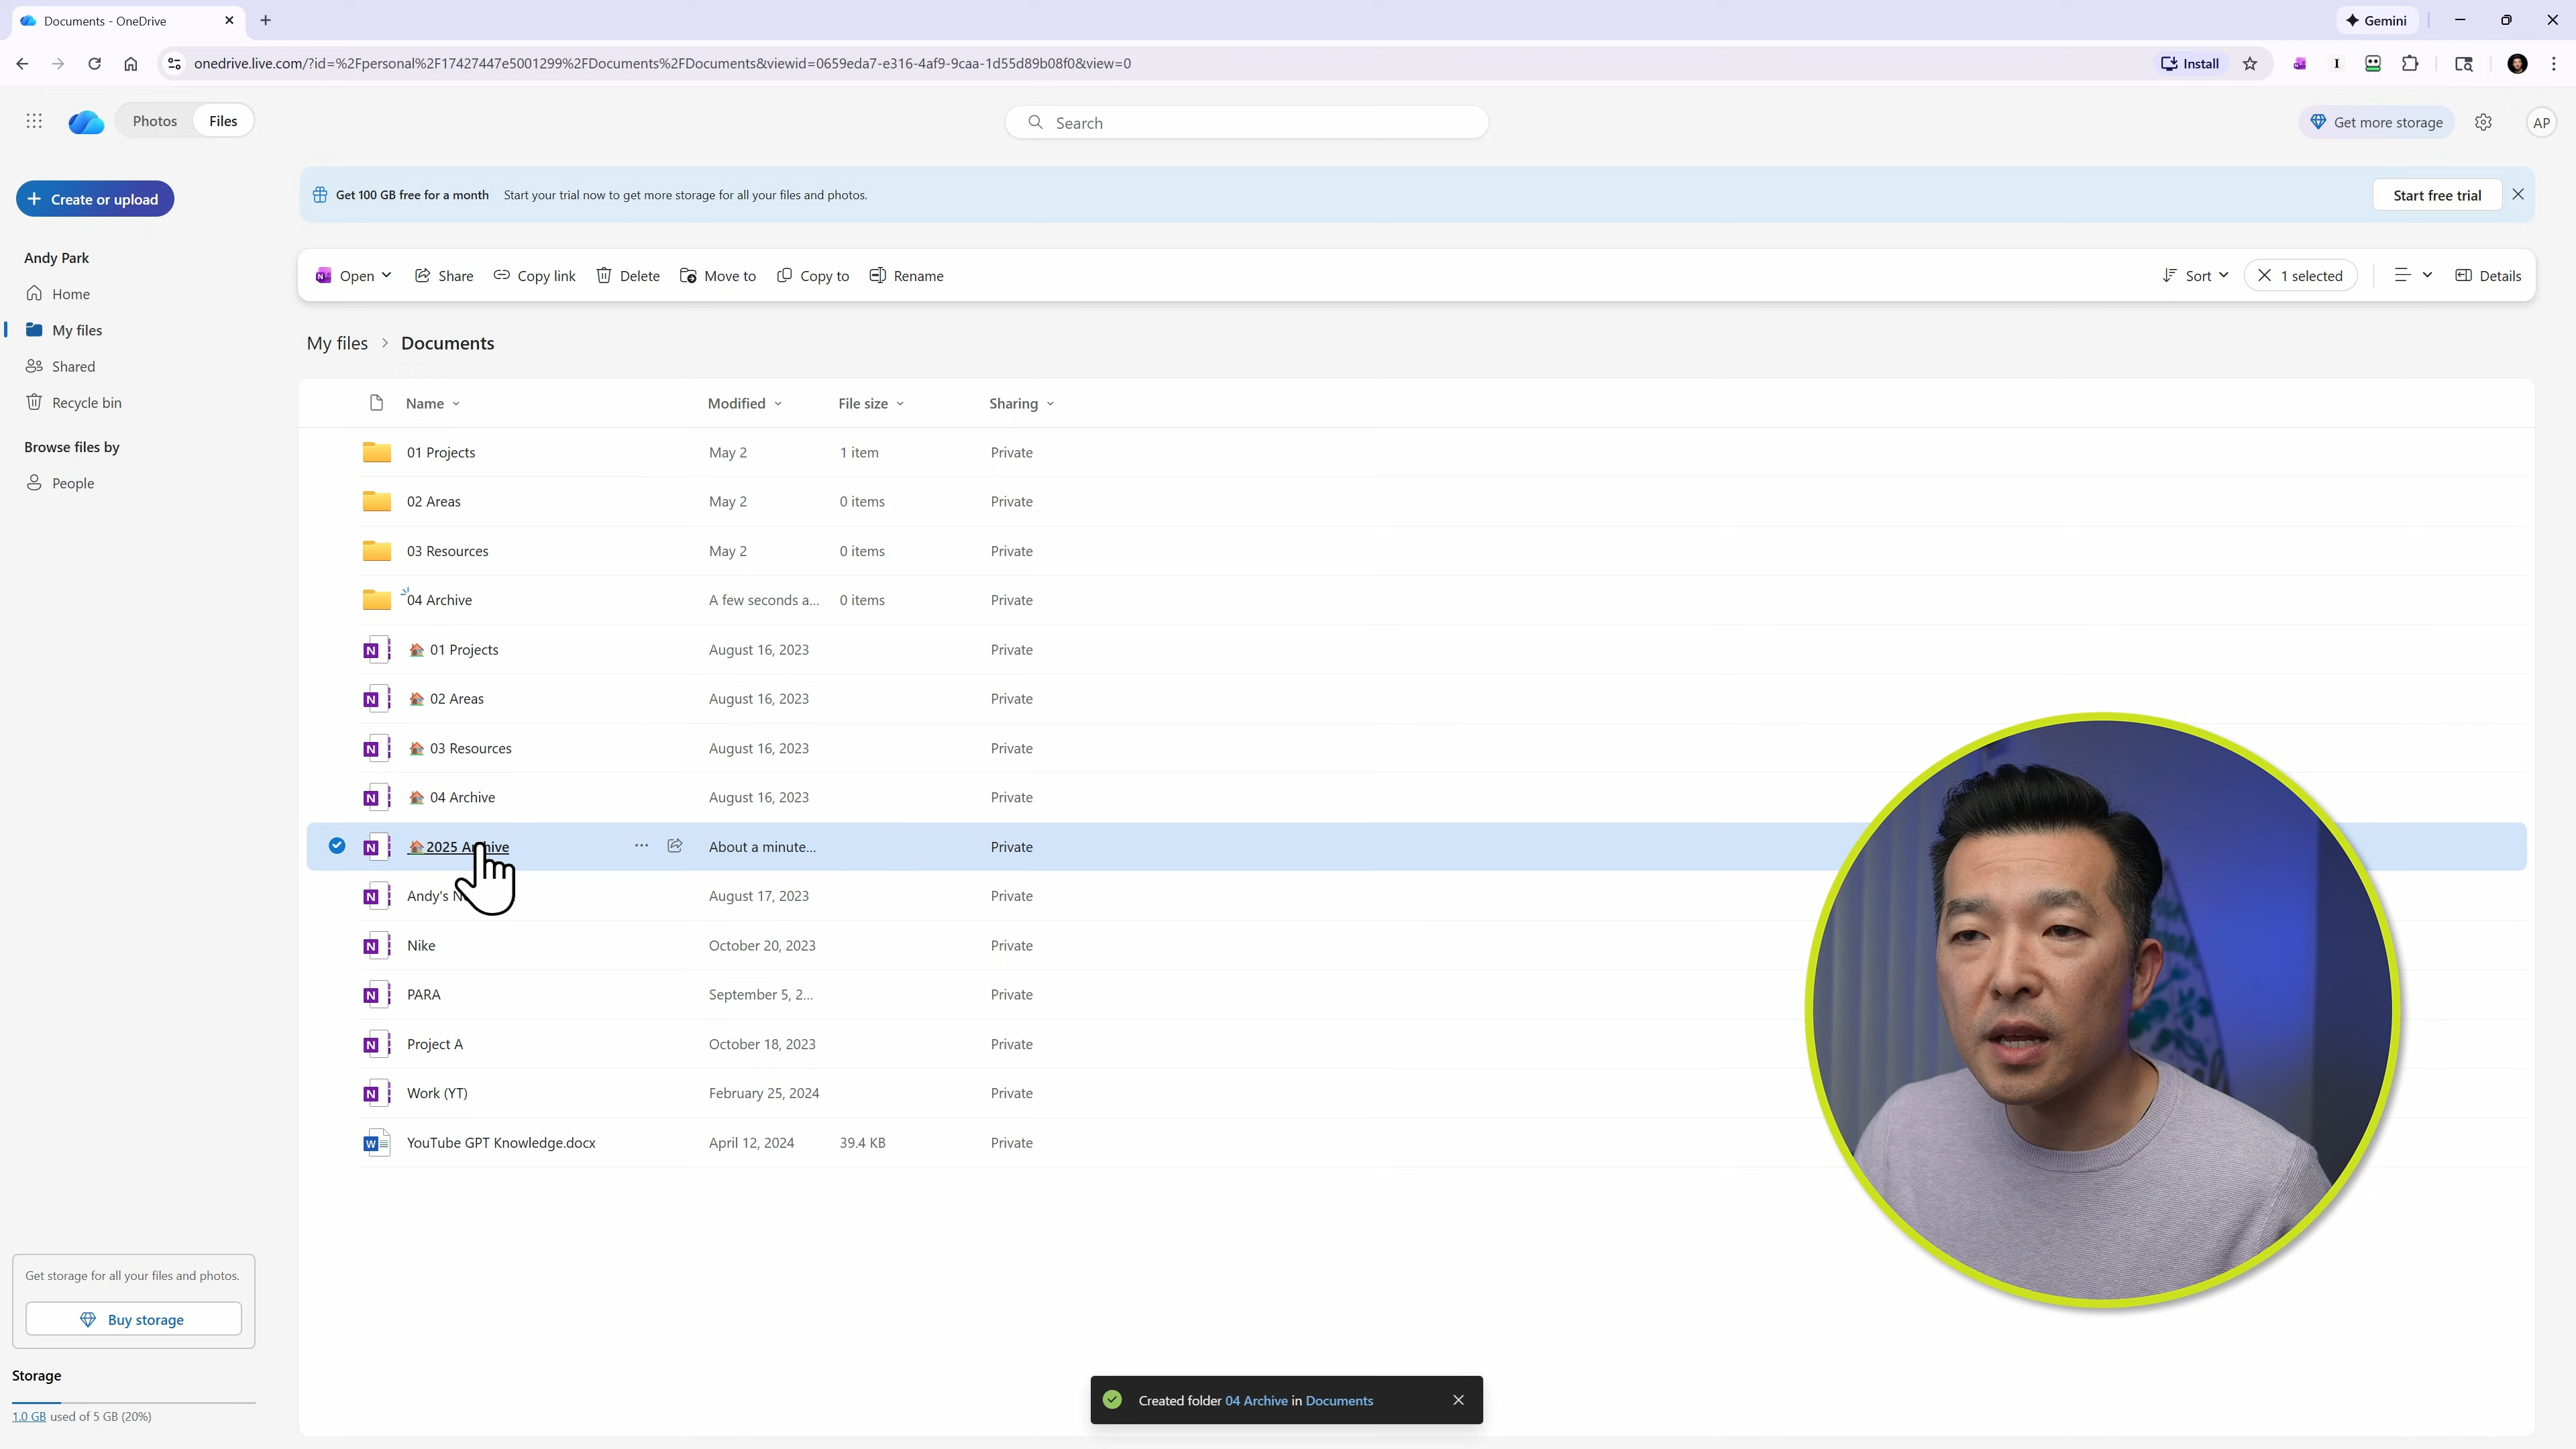 Documents - OneDrive
Gemini
onedrive.live.com/?id=%2Fpersonal%2F17427447e5001299%2FDocuments%2FDocuments&viewid=0659eda7-e316-4af9-9caa-1d55d89b08f0&view=0
Install
Photos
Files
Search
Get more storage
AP
Create or upload
Get 100 GB free for a month Start your trial now to get more storage for all your files and photos.
Start free trial
Andy Park
Home
My files
Shared
Recycle bin
Browse files by
People
Open
Share
Copy link
Delete
Move to
Copy to
Rename
Sort
1 selected
Details
My files > Documents
Name Modified File size Sharing
01 Projects May 2 1 item Private
02 Areas May 2 0 items Private
03 Resources May 2 0 items Private
04 Archive A few seconds a... 0 items Private
01 Projects August 16, 2023 Private
02 Areas August 16, 2023 Private
03 Resources August 16, 2023 Private
04 Archive August 16, 2023 Private
2025 Archive About a minute... Private
Andy's August 17, 2023 Private
Nike October 20, 2023 Private
PARA September 5, 2... Private
Project A October 18, 2023 Private
Work (YT) February 25, 2024 Private
YouTube GPT Knowledge.docx April 12, 2024 39.4 KB Private
Get storage for all your files and photos.
Buy storage
Storage
1.0 GB used of 5 GB (20%)
Created folder 04 Archive in Documents